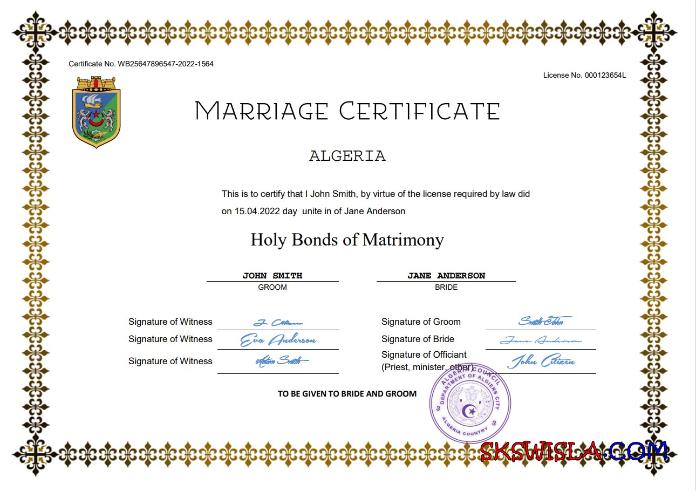 Certificate No. WB25647896547-2022-1564
License No. 000123654L
MARRIAGE CERTIFICATE
ALGERIA
This is to certify that I John Smith, by virtue of the license required by law did
on 15.04.2022 day unite in of Jane Anderson
Holy Bonds of Matrimony
JOHN SMITH
GROOM
JANE ANDERSON
BRIDE
Signature of Witness
Signature of Groom Smith John
Signature of Witness Eva Anderson
Signature of Bride Jane Anderson
Signature of Witness Smith
Signature of Officiant
(Priest, minister, other) John Citizen
TO BE GIVEN TO BRIDE AND GROOM
ALGERIA COUNCIL
DEPARTMENT OF ALGIERS CITY
ALGERIA COUNTRY
SKSWISLA.COM